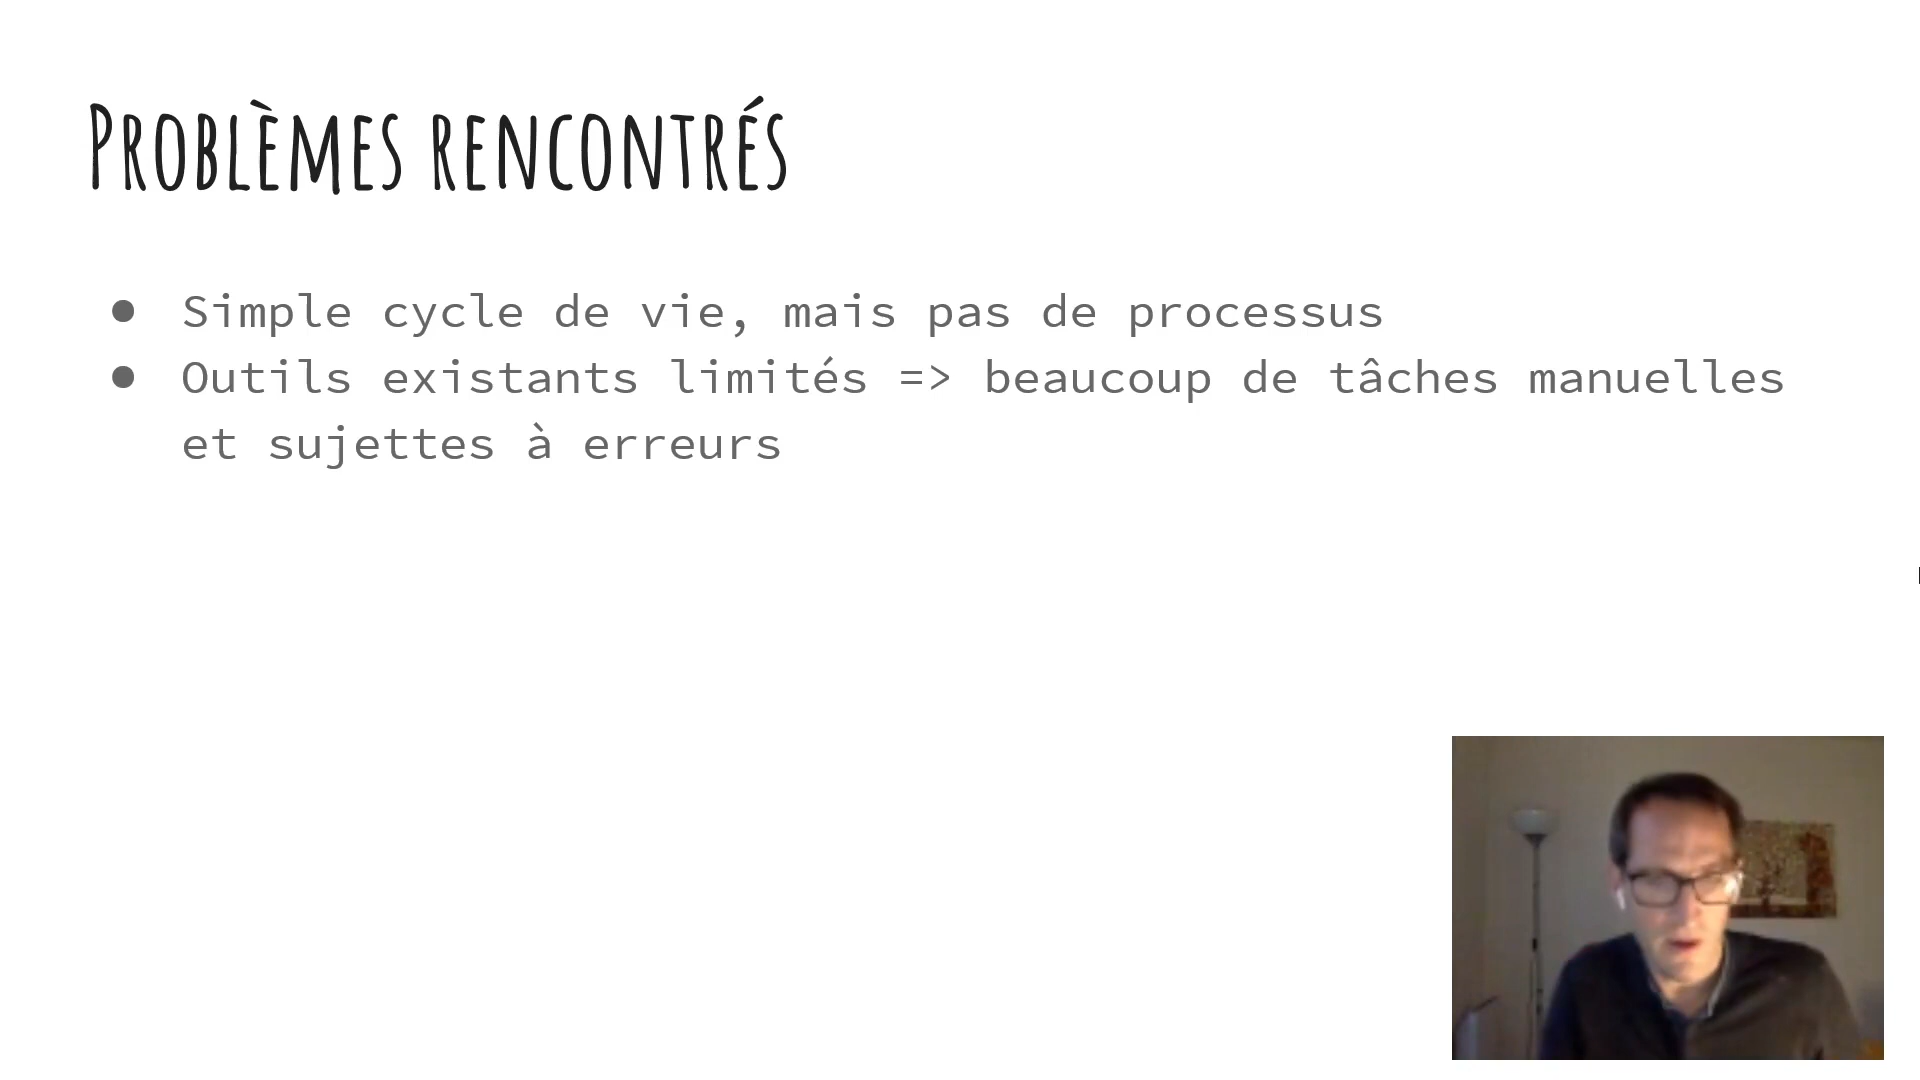 Problèmes rencontrés
● Simple cycle de vie, mais pas de processus
● Outils existants limités => beaucoup de tâches manuelles
et sujettes à erreurs